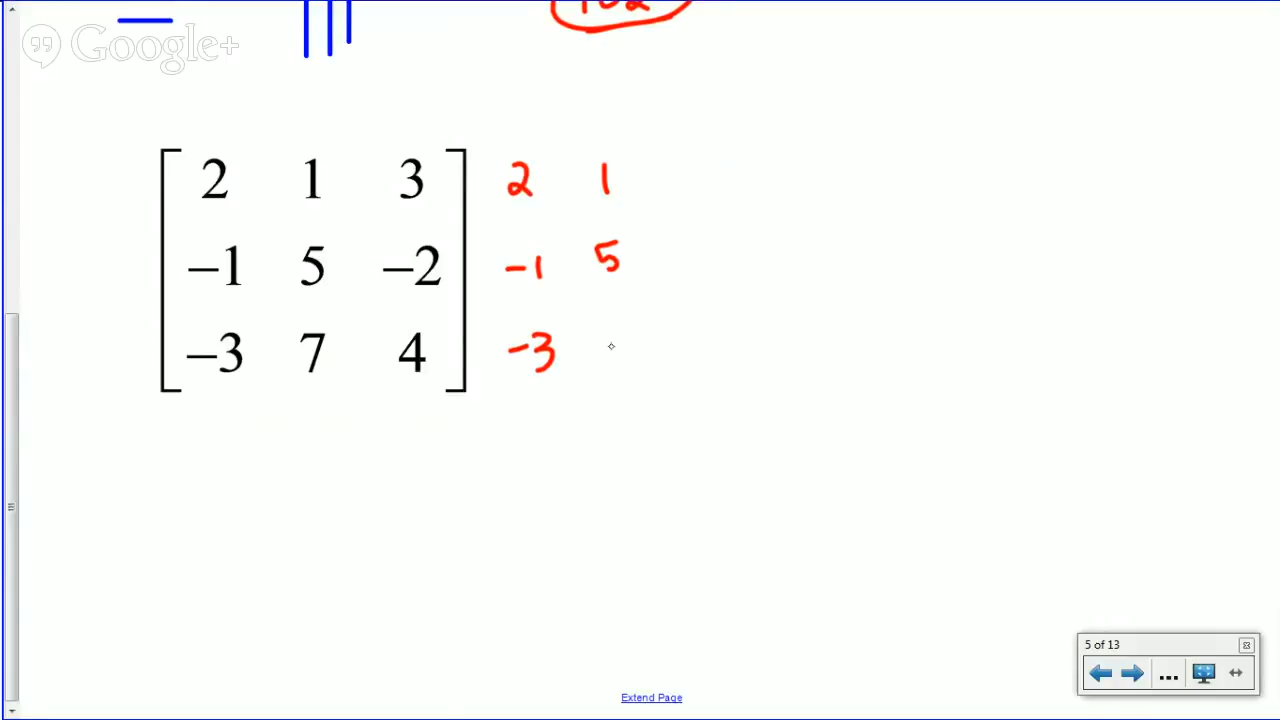 Google+
2 1 3 2 1
−1 5 −2 -1 5
−3 7 4 -3
5 of 13
...
Extend Page